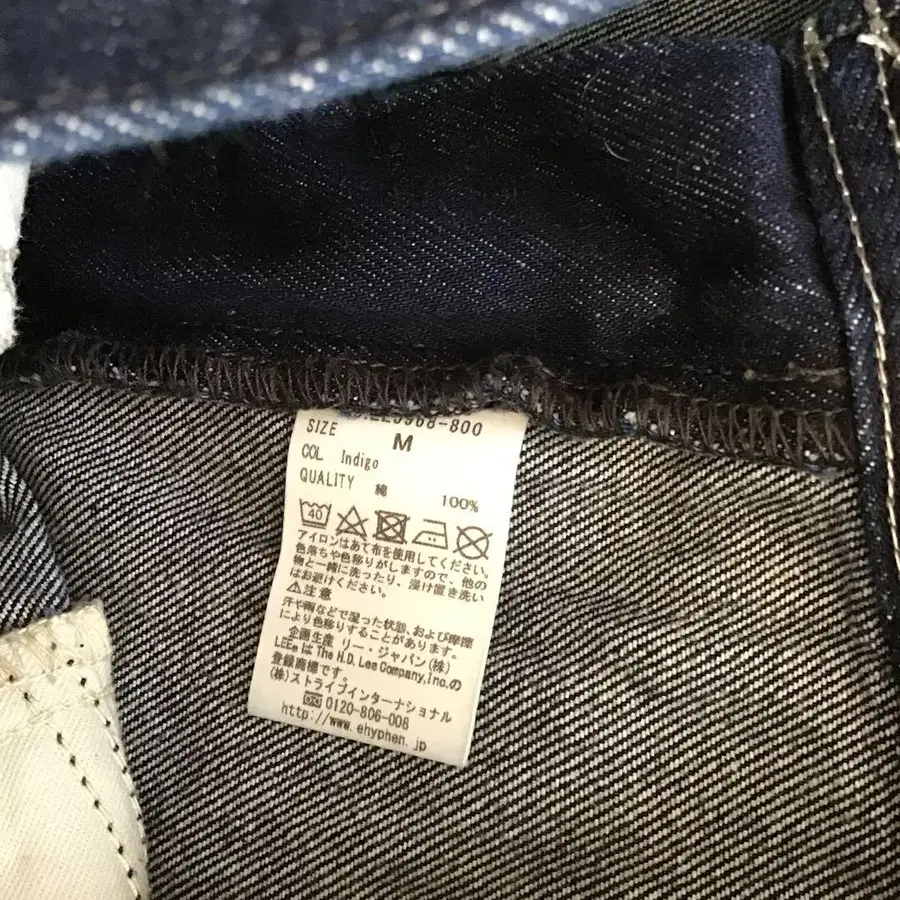 968-800
SIZE M
COL Indigo
QUALITY 綿 100%
40
アイロンはあて布を使用してください。
色落ちや色移りがしますので、他の
物と一緒に洗ったり、浸け置き洗い
はお避けください。
⚠注意
汗や雨などで湿った状態、および摩擦
により色移りすることがあります。
企画生産 リー・ジャパン(株)
LEE®は The H.D. Lee Company,Inc.の
登録商標です。
(株)ストライプインターナショナル
0120-806-008
http://www.ehyphen.jp